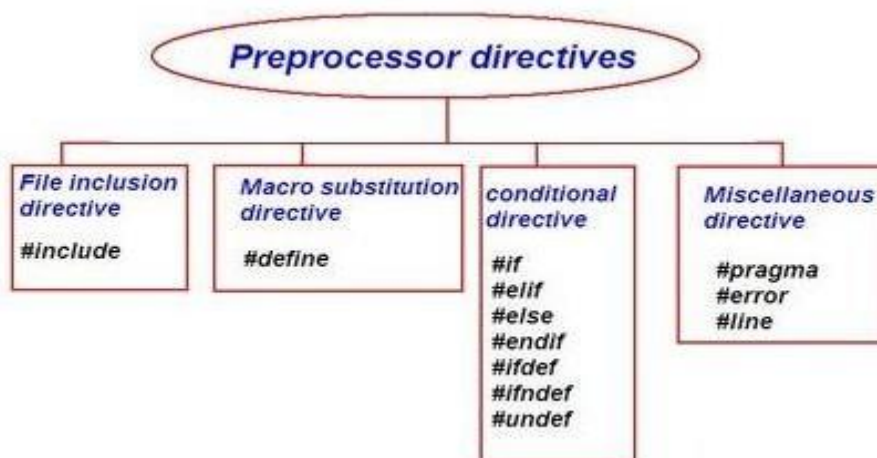 Preprocessor directives
File inclusion
directive
#include
Macro substitution
directive
#define
conditional
directive
#if
#elif
#else
#endif
#ifdef
#ifndef
#undef
Miscellaneous
directive
#pragma
#error
#line